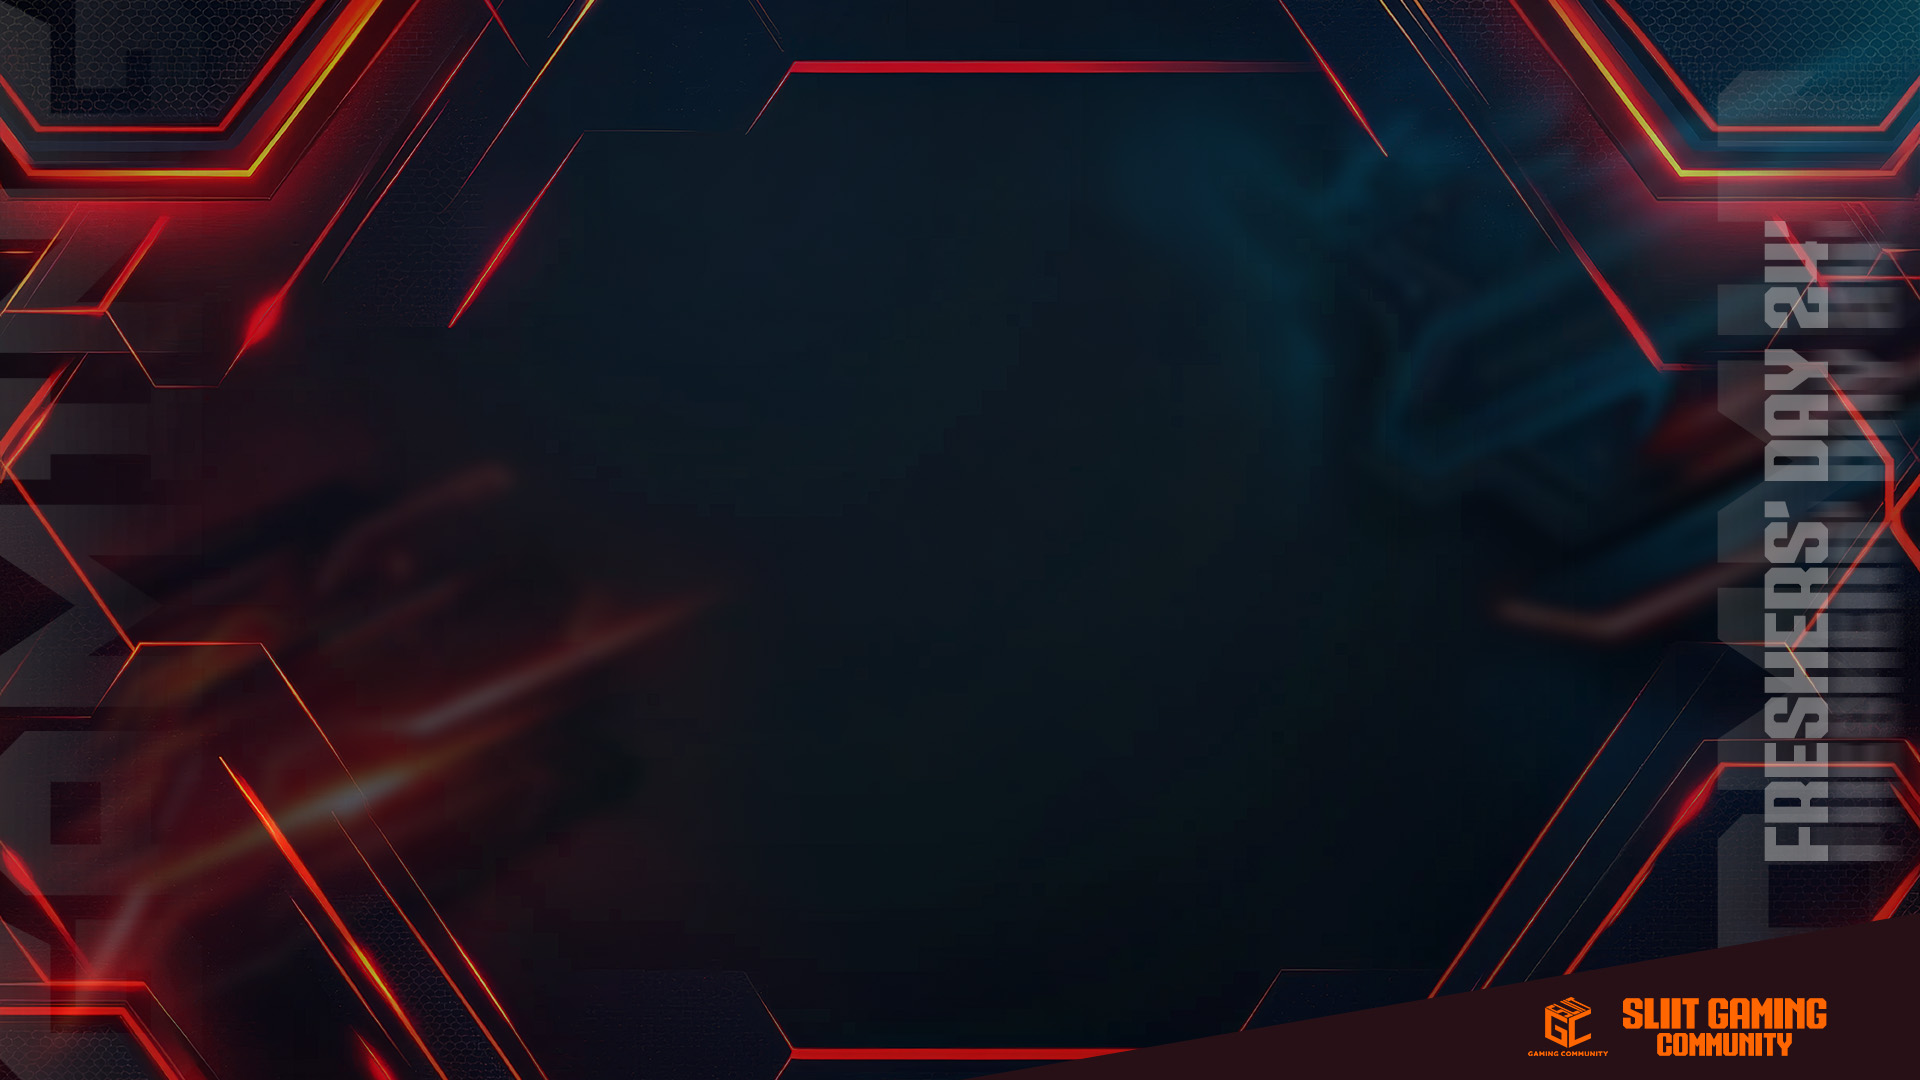 FRESHERS' DAY 24
GAMING COMMUNITY
SLIIT GAMING
COMMUNITY